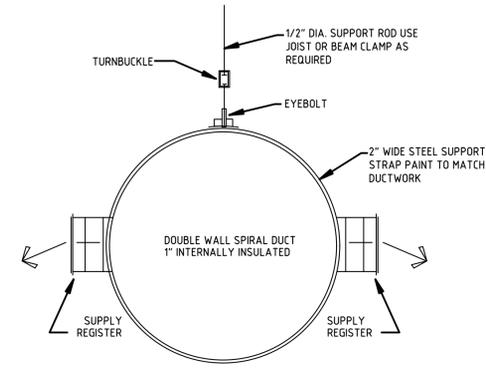 1/2" DIA. SUPPORT ROD USE
JOIST OR BEAM CLAMP AS
REQUIRED
TURNBUCKLE
EYEBOLT
2" WIDE STEEL SUPPORT
STRAP PAINT TO MATCH
DUCTWORK
DOUBLE WALL SPIRAL DUCT
1" INTERNALLY INSULATED
SUPPLY
REGISTER
SUPPLY
REGISTER